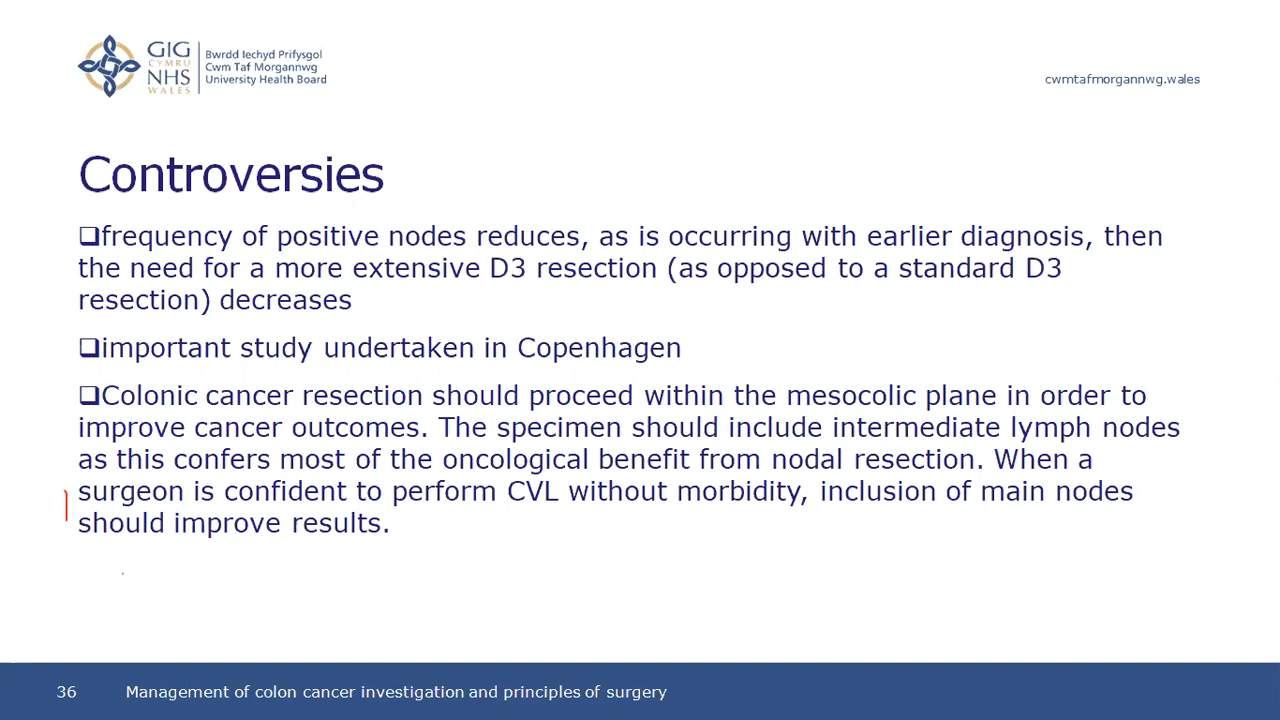 GIG
CYMRU
NHS
WALES
Bwrdd Iechyd Prifysgol
Cwm Taf Morgannwg
University Health Board
cwmtafmorgannwg.wales
Controversies
❑frequency of positive nodes reduces, as is occurring with earlier diagnosis, then
the need for a more extensive D3 resection (as opposed to a standard D3
resection) decreases
❑important study undertaken in Copenhagen
❑Colonic cancer resection should proceed within the mesocolic plane in order to
improve cancer outcomes. The specimen should include intermediate lymph nodes
as this confers most of the oncological benefit from nodal resection. When a
surgeon is confident to perform CVL without morbidity, inclusion of main nodes
should improve results.
36 Management of colon cancer investigation and principles of surgery